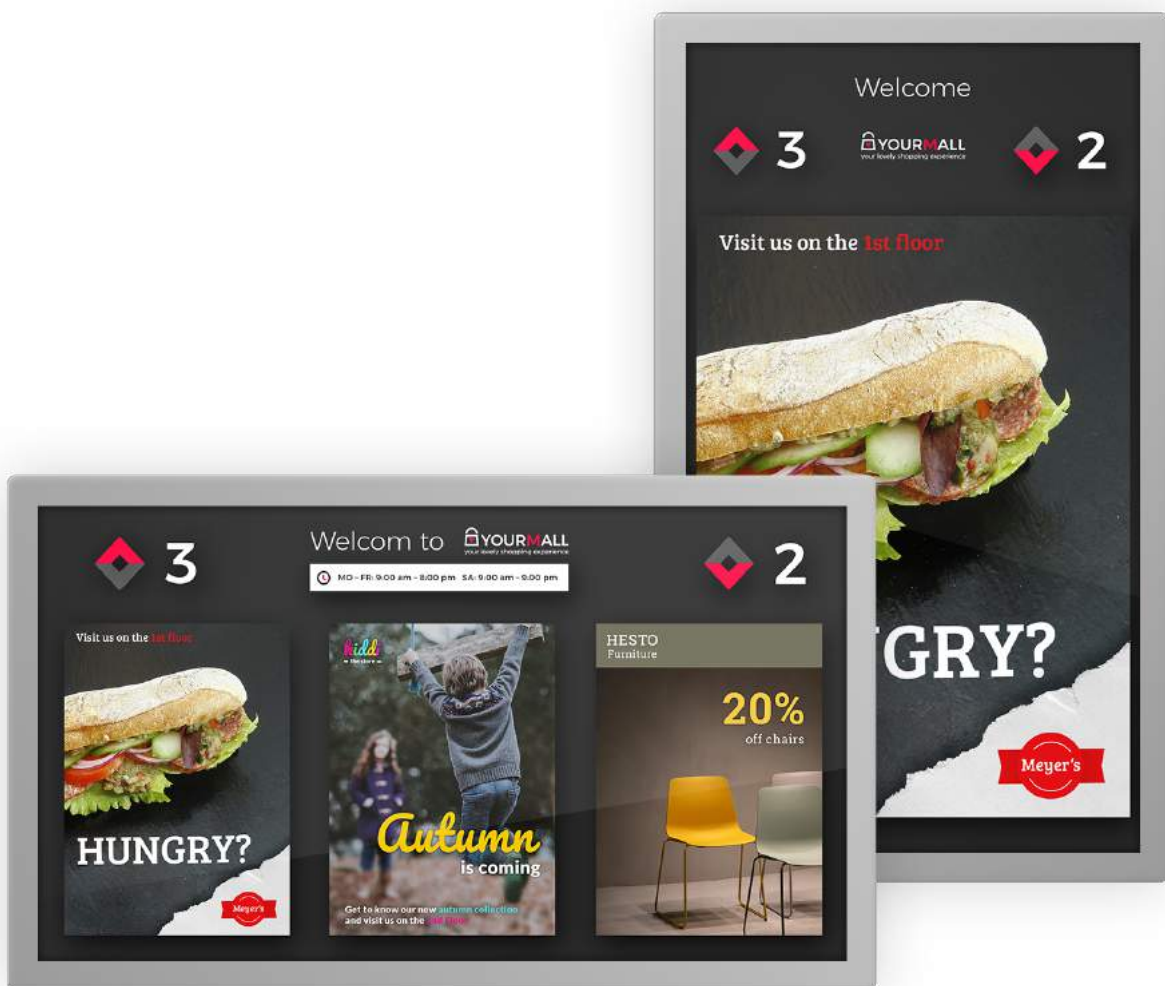 Welcome
3
YOURMALL
your lovely shopping experience
2
Visit us on the 1st floor
GRY?
Meyer's
3
Welcom to
YOURMALL
your lovely shopping experience
2
MO - FR: 9:00 am - 8:00 pm SA: 9:00 am - 9:00 pm
Visit us on the 1st floor
HUNGRY?
Meyer's
kiddi
Autumn
is coming
Get to know our new autumn collection
and visit us on the floor
HESTO
Furniture
20%
off chairs